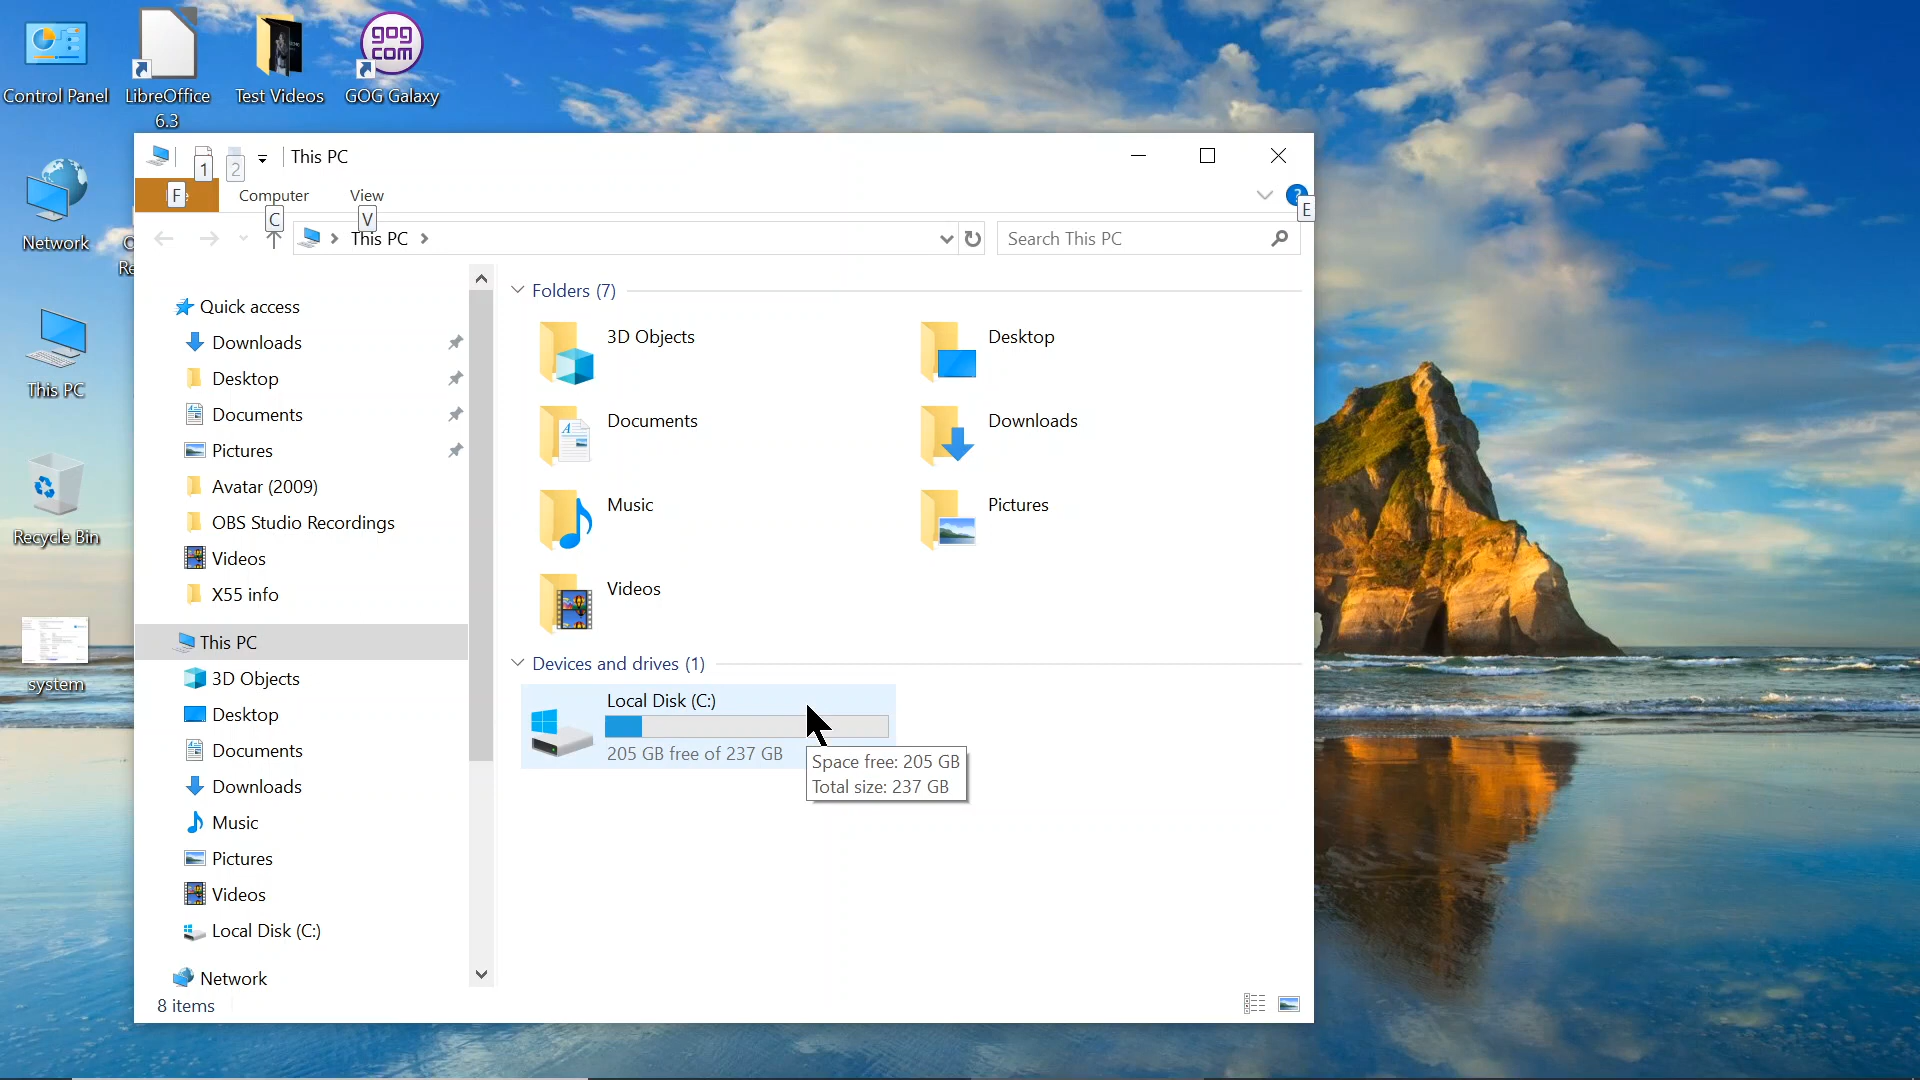 gog
com
Control Panel
LibreOffice
6.3
Test Videos
GOG Galaxy
Network
This PC
Recycle Bin
system
1
2
This PC
F
Computer
View
?
C
V
E
This PC
Search This PC
Quick access
Downloads
Desktop
Documents
Pictures
Avatar (2009)
OBS Studio Recordings
Videos
X55 info
This PC
3D Objects
Desktop
Documents
Downloads
Music
Pictures
Videos
Local Disk (C:)
Network
Folders (7)
3D Objects
Desktop
Documents
Downloads
Music
Pictures
Videos
Devices and drives (1)
Local Disk (C:)
205 GB free of 237 GB
Space free: 205 GB
Total size: 237 GB
8 items